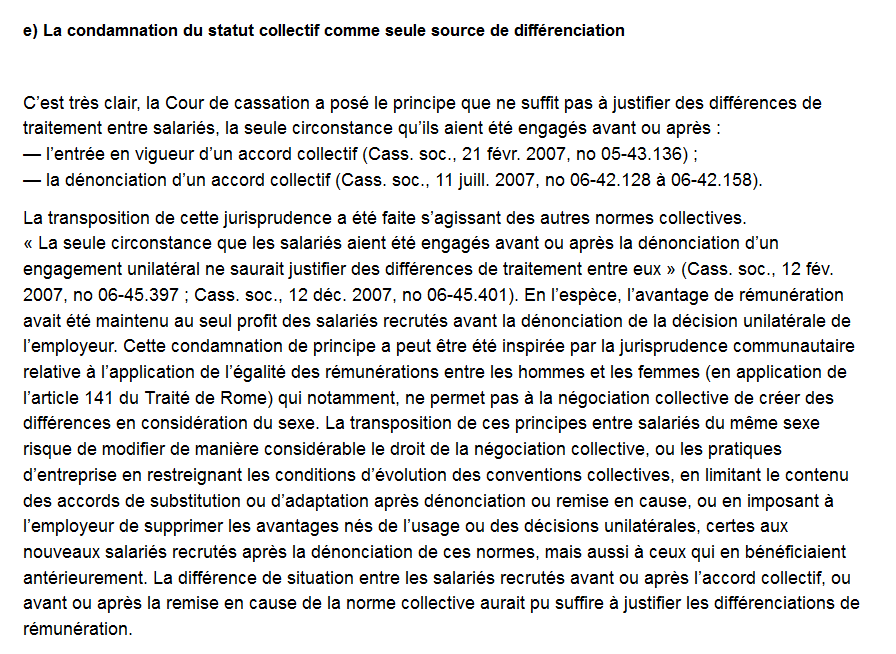 e) La condamnation du statut collectif comme seule source de différenciation
C’est très clair, la Cour de cassation a posé le principe que ne suffit pas à justifier des différences de
traitement entre salariés, la seule circonstance qu’ils aient été engagés avant ou après :
— l’entrée en vigueur d’un accord collectif (Cass. soc., 21 févr. 2007, no 05-43.136) ;
— la dénonciation d’un accord collectif (Cass. soc., 11 juill. 2007, no 06-42.128 à 06-42.158).
La transposition de cette jurisprudence a été faite s’agissant des autres normes collectives.
« La seule circonstance que les salariés aient été engagés avant ou après la dénonciation d’un
engagement unilatéral ne saurait justifier des différences de traitement entre eux » (Cass. soc., 12 fév.
2007, no 06-45.397 ; Cass. soc., 12 déc. 2007, no 06-45.401). En l’espèce, l’avantage de rémunération
avait été maintenu au seul profit des salariés recrutés avant la dénonciation de la décision unilatérale de
l’employeur. Cette condamnation de principe a peut être été inspirée par la jurisprudence communautaire
relative à l’application de l’égalité des rémunérations entre les hommes et les femmes (en application de
l’article 141 du Traité de Rome) qui notamment, ne permet pas à la négociation collective de créer des
différences en considération du sexe. La transposition de ces principes entre salariés du même sexe
risque de modifier de manière considérable le droit de la négociation collective, ou les pratiques
d’entreprise en restreignant les conditions d’évolution des conventions collectives, en limitant le contenu
des accords de substitution ou d’adaptation après dénonciation ou remise en cause, ou en imposant à
l’employeur de supprimer les avantages nés de l’usage ou des décisions unilatérales, certes aux
nouveaux salariés recrutés après la dénonciation de ces normes, mais aussi à ceux qui en bénéficiaient
antérieurement. La différence de situation entre les salariés recrutés avant ou après l’accord collectif, ou
avant ou après la remise en cause de la norme collective aurait pu suffire à justifier les différenciations de
rémunération.